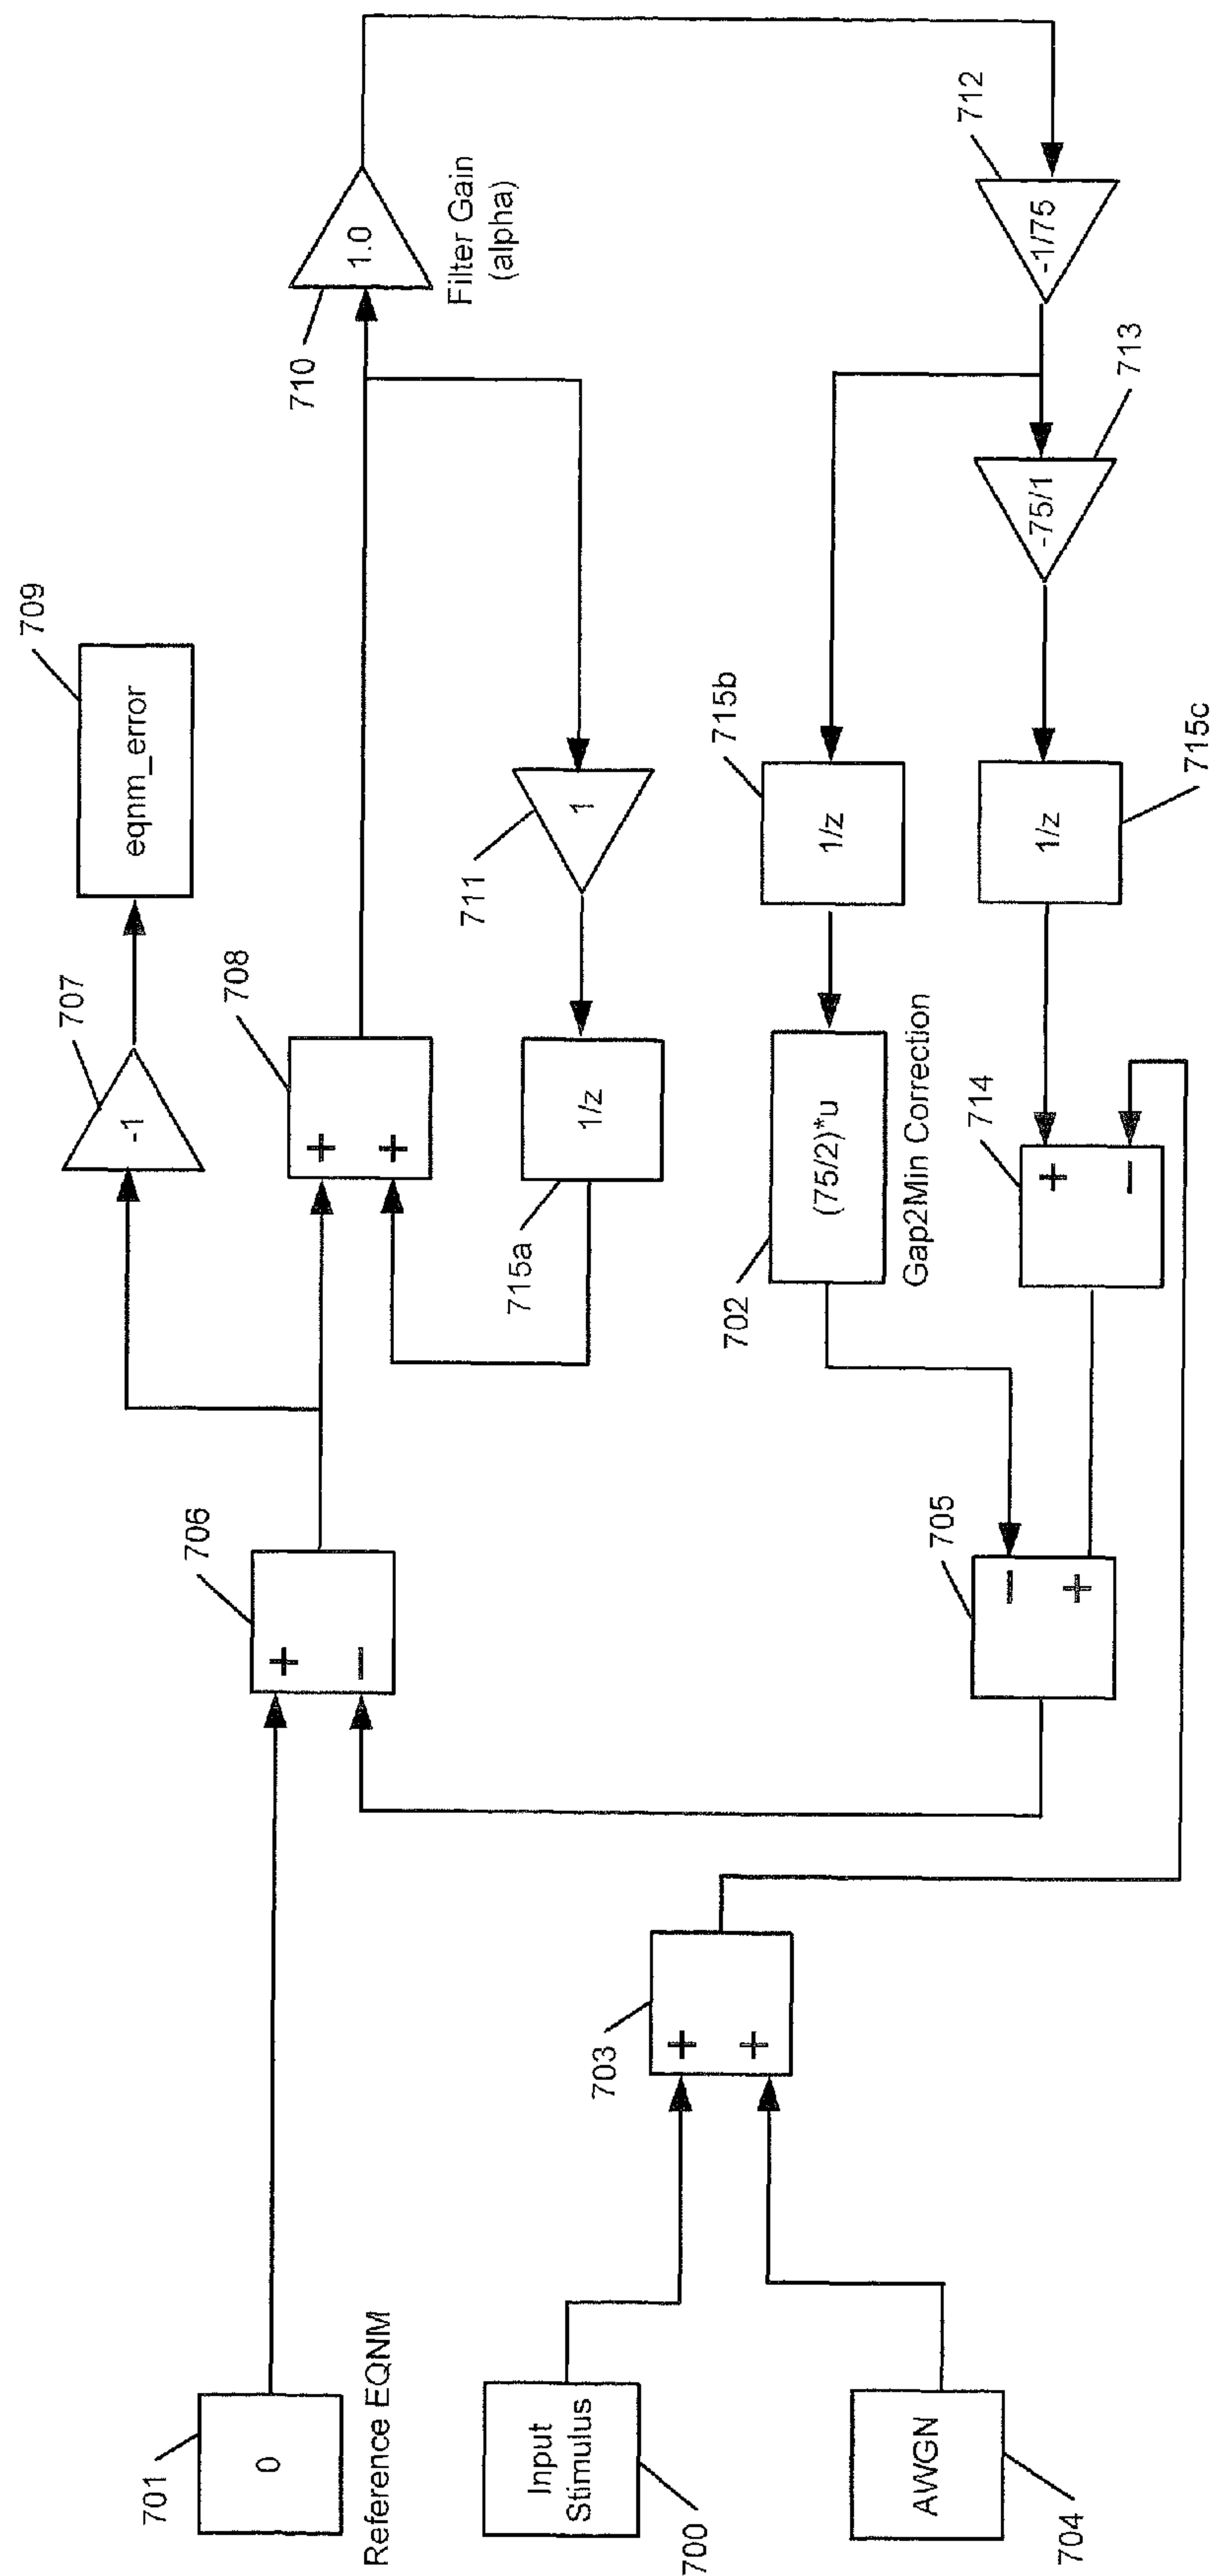 701
0
Reference EQNM
700
Input
Stimulus
704
AWGN
703
+
+
706
+
−
707
-1
709
eqnm_error
708
+
+
715a
1/z
711
1
710
1.0
Filter Gain
(alpha)
705
−
+
702
(75/2)*u
Gap2Min Correction
714
+
−
715b
1/z
715c
1/z
713
-75/1
712
-1/75